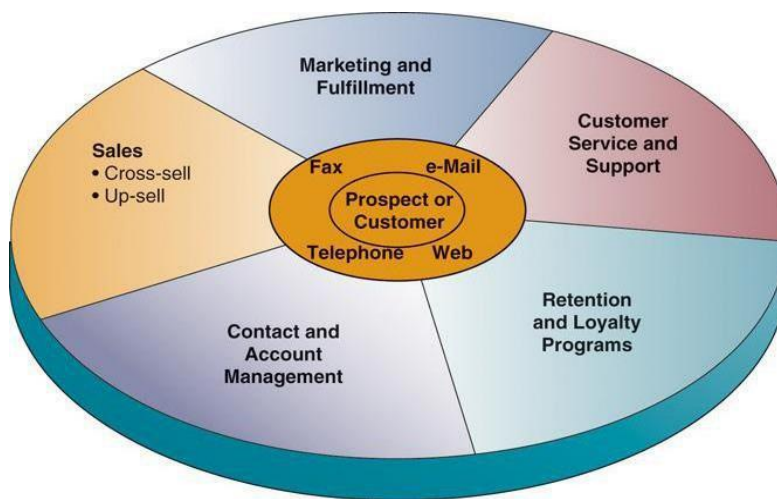 Marketing and
Fulfillment
Customer
Service and
Support
Sales
• Cross-sell
• Up-sell
Fax
e-Mail
Prospect or
Customer
Telephone
Web
Retention
and Loyalty
Programs
Contact and
Account
Management